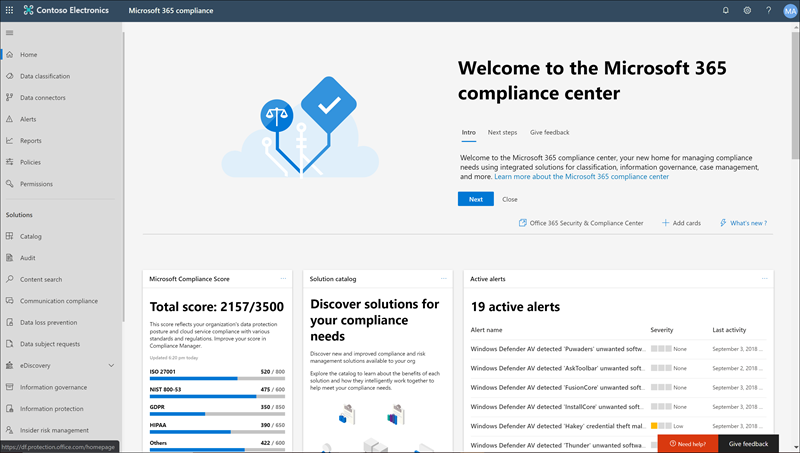 Contoso Electronics
Microsoft 365 compliance
MA
Home
Data classification
Data connectors
Alerts
Reports
Policies
Permissions
Solutions
Catalog
Audit
Content search
Communication compliance
Data loss prevention
Data subject requests
eDiscovery
Information governance
Information protection
Insider risk management
https://df.protection.office.com/homepage
Welcome to the Microsoft 365
compliance center
Intro
Next steps
Give feedback
Welcome to the Microsoft 365 compliance center, your new home for managing compliance
needs using integrated solutions for classification, information governance, case management,
and more. Learn more about the Microsoft 365 compliance center
Next
Close
Office 365 Security & Compliance Center
Add cards
What's new ?
Microsoft Compliance Score
Total score: 2157/3500
This score reflects your organization's data protection
posture and cloud service compliance with various
standards and regulations. Improve your score in
Compliance Manager.
Updated 8:20 pm today
ISO 27001 520 / 800
NIST 800-53 475 / 600
GDPR 350 / 850
HIPAA 390 / 650
Others 422 / 600
Solution catalog
Discover solutions for
your compliance
needs
Discover new and improved compliance and risk
management solutions available to your org
Explore the catalog to learn about the benefits of each
solution and how they intelligently work together to
help meet your compliance needs.
Active alerts
19 active alerts
Alert name Severity Last activity
Windows Defender AV detected 'Puwaders' unwanted softw... None September 3, 2018 ...
Windows Defender AV detected 'AskToolbar' unwanted sof... None September 2, 2018 ...
Windows Defender AV detected 'FusionCore' unwanted sof... None September 3, 2018 ...
Windows Defender AV detected 'InstallCore' unwanted sof... None September 3, 2018 ...
Windows Defender AV detected 'Hakey' credential theft mal... Low September 3, 2018 ...
Windows Defender AV detected 'Thunder' unwanted softwa...
Need help?
Give feedback